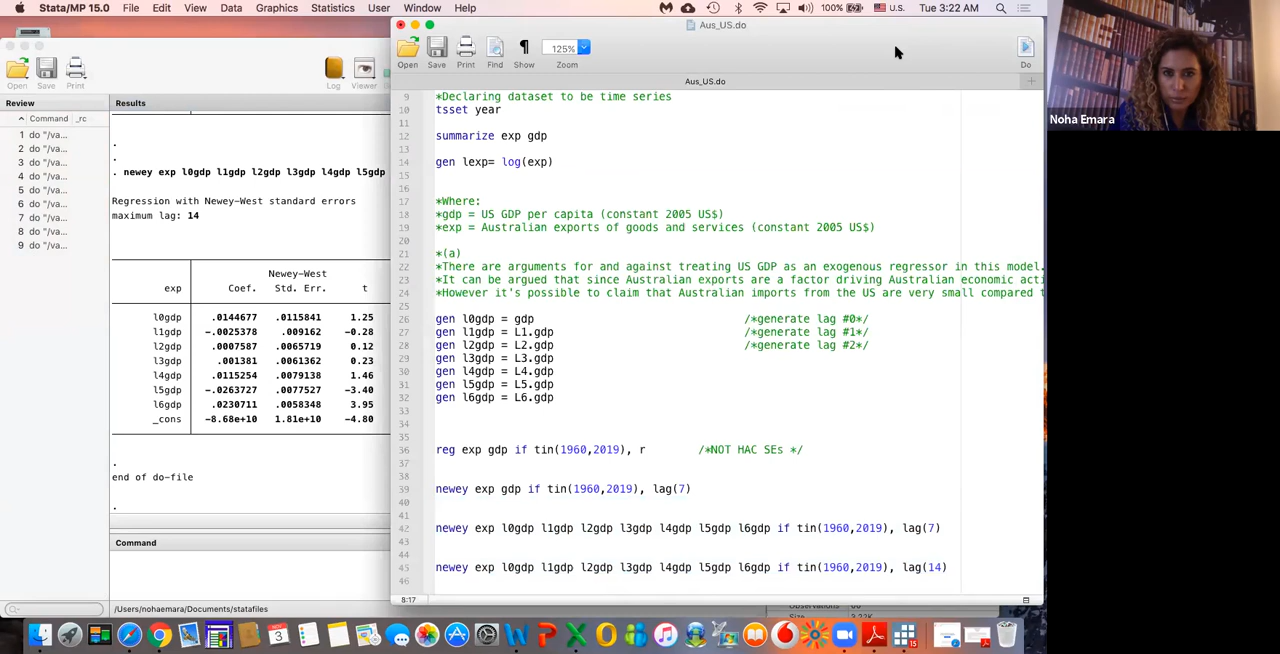 Stata/MP 15.0 File Edit View Data Graphics Statistics User Window Help 100% U.S. Tue 3:22 AM
Aus_US.do
Open Save Print Log Viewer
Open Save Print Find Show 125% Zoom Do
Aus_US.do
Review Results
Command _rc
1 do "/va...
2 do "/va...
3 do "/va...
4 do "/va...
5 do "/va...
6 do "/va...
7 do "/va...
8 do "/va...
9 do "/va...
.
.
. newey exp l0gdp l1gdp l2gdp l3gdp l4gdp l5gdp
Regression with Newey-West standard errors
maximum lag: 14
Newey-West
exp Coef. Std. Err. t
l0gdp .0144677 .0115841 1.25
l1gdp -.0025378 .009162 -0.28
l2gdp .0007587 .0065719 0.12
l3gdp .001381 .0061362 0.23
l4gdp .0115254 .0079138 1.46
l5gdp -.0263727 .0077527 -3.40
l6gdp .0230711 .0058348 3.95
_cons -8.68e+10 1.81e+10 -4.80
.
end of do-file
.
Command
/Users/nohaemara/Documents/statafiles
9 *Declaring dataset to be time series
10 tsset year
11
12 summarize exp gdp
13
14 gen lexp= log(exp)
15
16
17 *Where:
18 *gdp = US GDP per capita (constant 2005 US$)
19 *exp = Australian exports of goods and services (constant 2005 US$)
20
21 *(a)
22 *There are arguments for and against treating US GDP as an exogenous regressor in this model.
23 *It can be argued that since Australian exports are a factor driving Australian economic acti
24 *However it's possible to claim that Australian imports from the US are very small compared t
25
26 gen l0gdp = gdp /*generate lag #0*/
27 gen l1gdp = L1.gdp /*generate lag #1*/
28 gen l2gdp = L2.gdp /*generate lag #2*/
29 gen l3gdp = L3.gdp
30 gen l4gdp = L4.gdp
31 gen l5gdp = L5.gdp
32 gen l6gdp = L6.gdp
33
34
35
36 reg exp gdp if tin(1960,2019), r /*NOT HAC SEs */
37
38
39 newey exp gdp if tin(1960,2019), lag(7)
40
41
42 newey exp l0gdp l1gdp l2gdp l3gdp l4gdp l5gdp l6gdp if tin(1960,2019), lag(7)
43
44
45 newey exp l0gdp l1gdp l2gdp l3gdp l4gdp l5gdp l6gdp if tin(1960,2019), lag(14)
46
8:17
Noha Emara
NOV
3
15